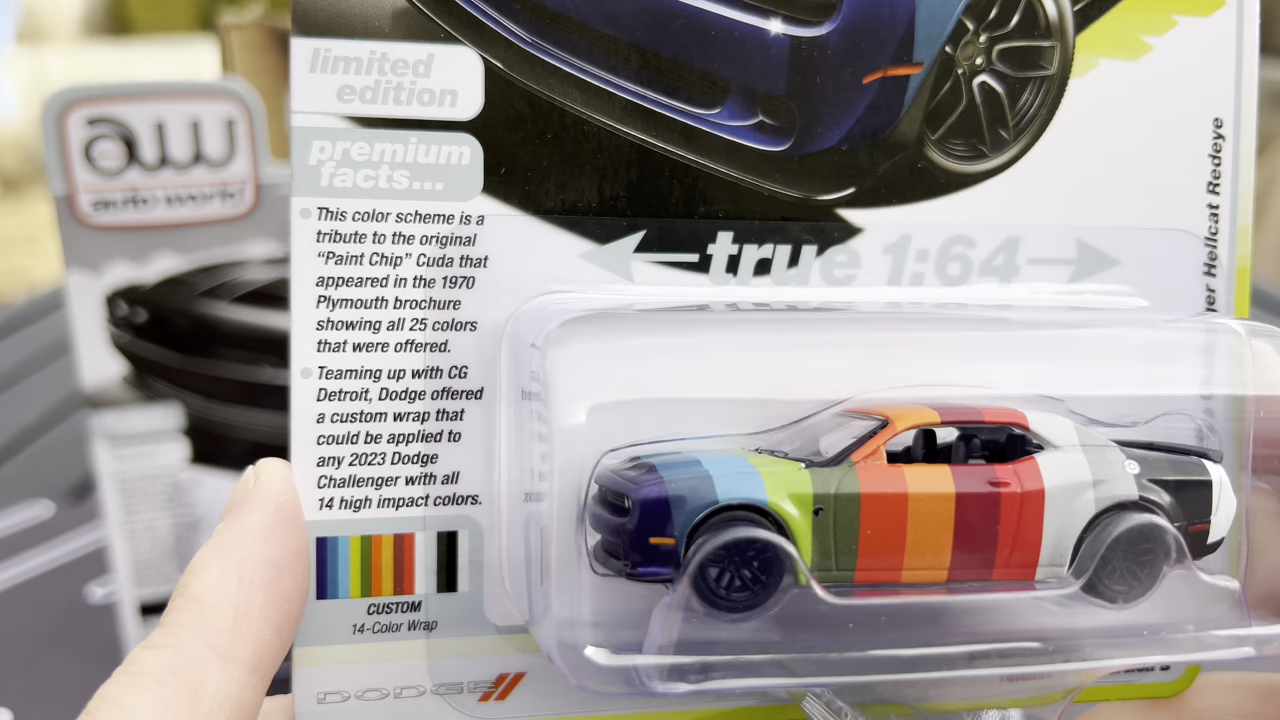 limited
edition
premium
facts...
aw
auto world
This color scheme is a
tribute to the original
“Paint Chip” Cuda that
appeared in the 1970
Plymouth brochure
showing all 25 colors
that were offered.
Teaming up with CG
Detroit, Dodge offered
a custom wrap that
could be applied to
any 2023 Dodge
Challenger with all
14 high impact colors.
true 1:64
Hellcat Redeye
CUSTOM
14-Color Wrap
DODGE